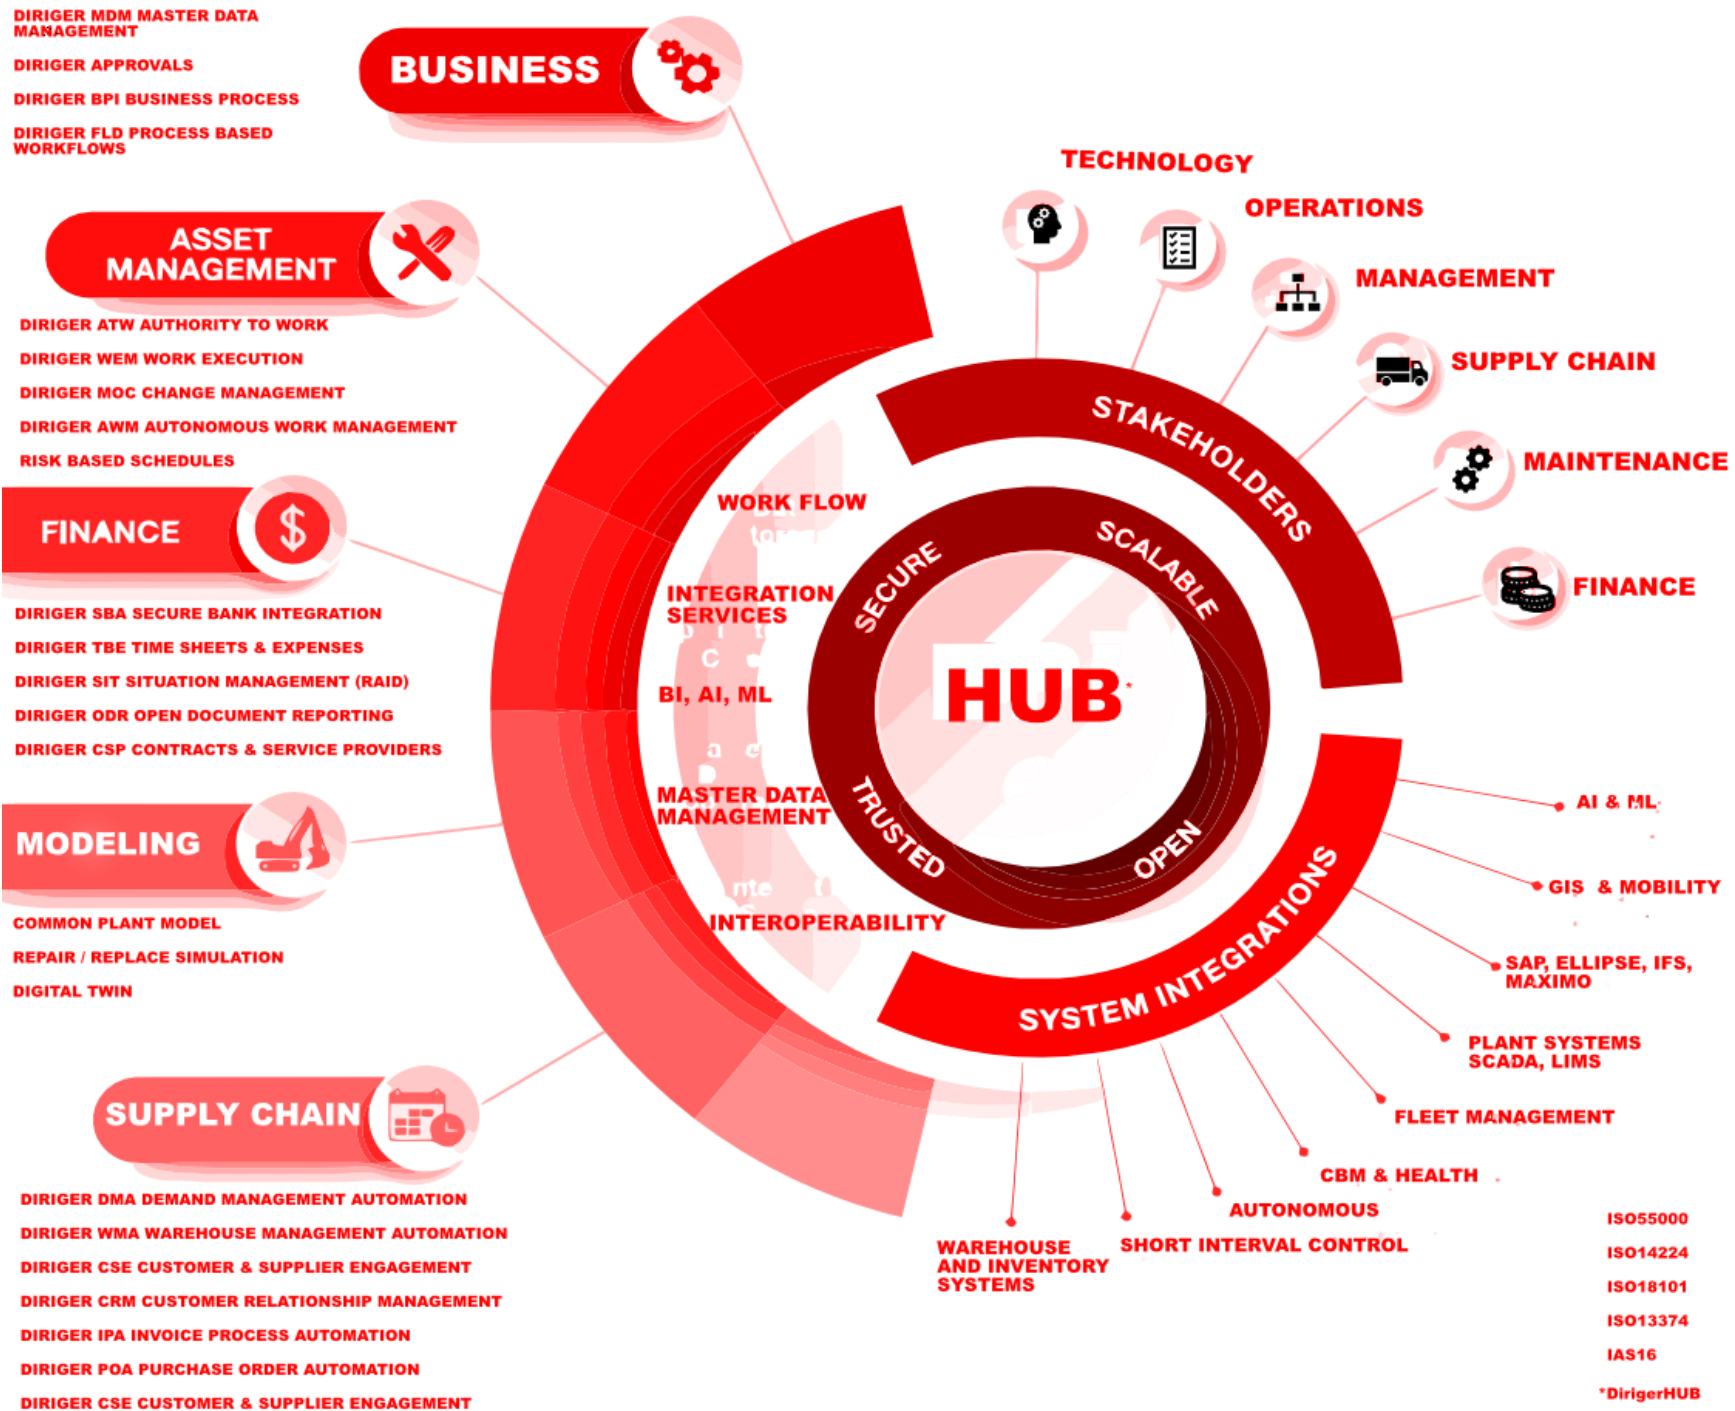 DIRIGER MDM MASTER DATA
MANAGEMENT
DIRIGER APPROVALS
DIRIGER BPI BUSINESS PROCESS
DIRIGER FLD PROCESS BASED
WORKFLOWS
BUSINESS
ASSET
MANAGEMENT
DIRIGER ATW AUTHORITY TO WORK
DIRIGER WEM WORK EXECUTION
DIRIGER MOC CHANGE MANAGEMENT
DIRIGER AWM AUTONOMOUS WORK MANAGEMENT
RISK BASED SCHEDULES
FINANCE
$
DIRIGER SBA SECURE BANK INTEGRATION
DIRIGER TBE TIME SHEETS & EXPENSES
DIRIGER SIT SITUATION MANAGEMENT (RAID)
DIRIGER ODR OPEN DOCUMENT REPORTING
DIRIGER CSP CONTRACTS & SERVICE PROVIDERS
MODELING
COMMON PLANT MODEL
REPAIR / REPLACE SIMULATION
DIGITAL TWIN
SUPPLY CHAIN
DIRIGER DMA DEMAND MANAGEMENT AUTOMATION
DIRIGER WMA WAREHOUSE MANAGEMENT AUTOMATION
DIRIGER CSE CUSTOMER & SUPPLIER ENGAGEMENT
DIRIGER CRM CUSTOMER RELATIONSHIP MANAGEMENT
DIRIGER IPA INVOICE PROCESS AUTOMATION
DIRIGER POA PURCHASE ORDER AUTOMATION
DIRIGER CSE CUSTOMER & SUPPLIER ENGAGEMENT
WORK FLOW
INTEGRATION
SERVICES
BI, AI, ML
MASTER DATA
MANAGEMENT
INTEROPERABILITY
SECURE
SCALABLE
TRUSTED
OPEN
HUB*
STAKEHOLDERS
TECHNOLOGY
OPERATIONS
MANAGEMENT
SUPPLY CHAIN
MAINTENANCE
FINANCE
SYSTEM INTEGRATIONS
AI & ML
GIS & MOBILITY
SAP, ELLIPSE, IFS,
MAXIMO
PLANT SYSTEMS
SCADA, LIMS
FLEET MANAGEMENT
CBM & HEALTH
AUTONOMOUS
SHORT INTERVAL CONTROL
WAREHOUSE
AND INVENTORY
SYSTEMS
ISO55000
ISO14224
ISO18101
ISO13374
IAS16
*DirigerHUB